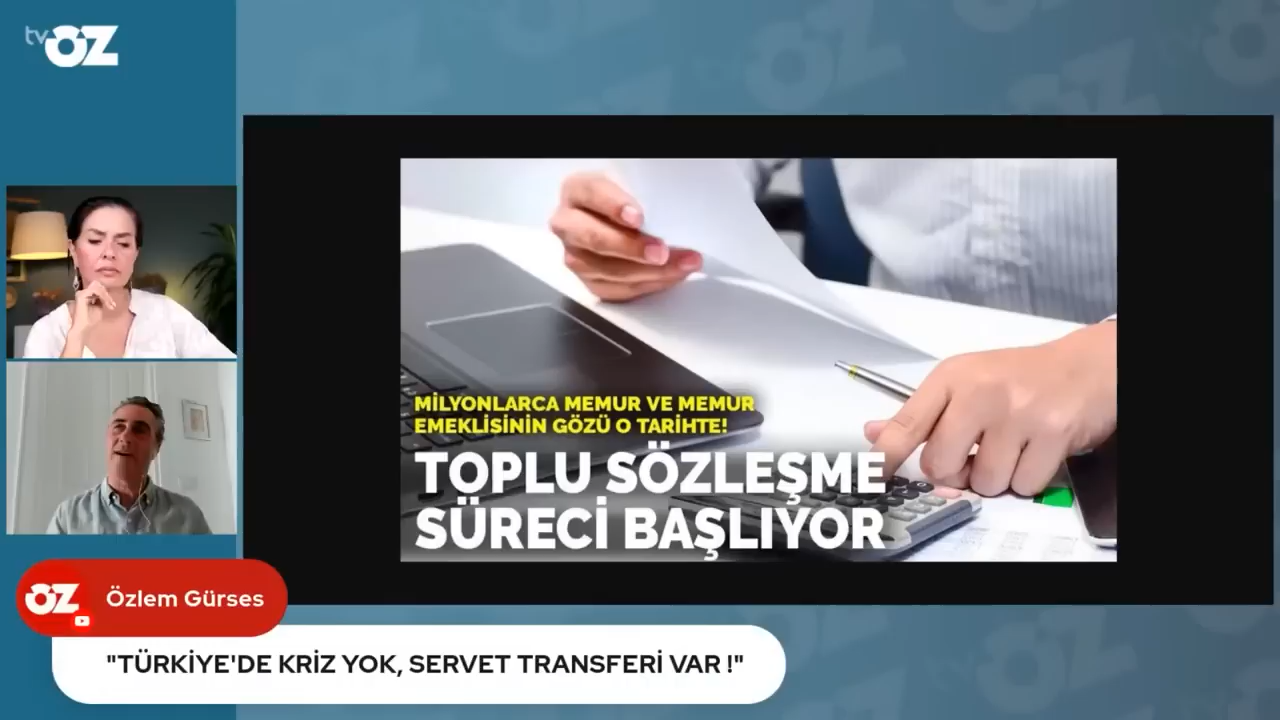 tvÖZ
MİLYONLARCA MEMUR VE MEMUR
EMEKLİSİNİN GÖZÜ O TARİHTE!
TOPLU SÖZLEŞME
SÜRECİ BAŞLIYOR
ÖZ
Özlem Gürses
"TÜRKİYE'DE KRİZ YOK, SERVET TRANSFERİ VAR !"